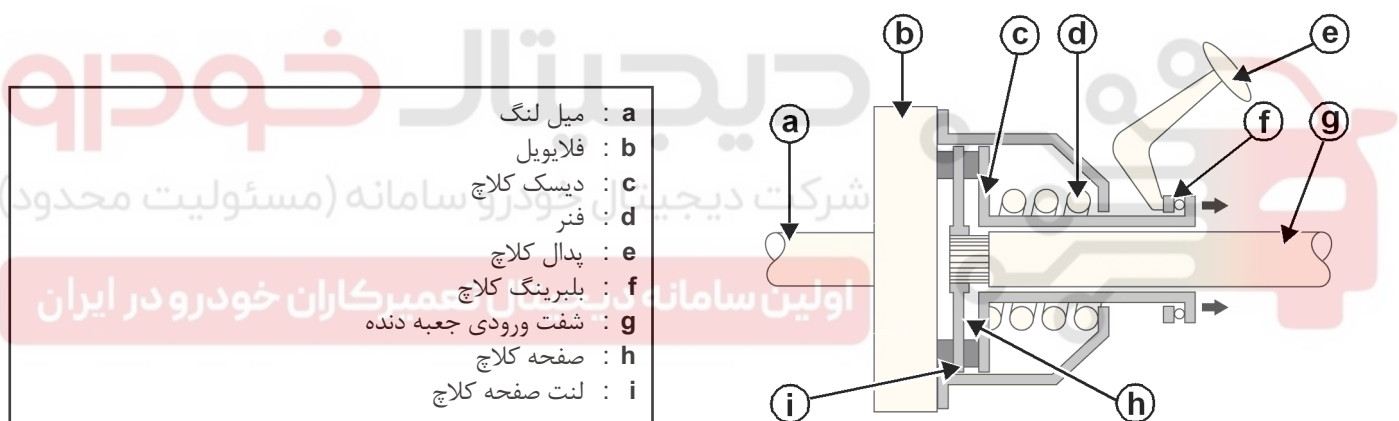 دیجیتال خودرو
شرکت دیجیتال خودرو سامانه (مسئولیت محدود)
اولین سامانه دیجیتال تعمیرکاران خودرو در ایران
a : میل لنگ
b : فلایویل
c : دیسک کلاچ
d : فنر
e : پدال کلاچ
f : بلبرینگ کلاچ
g : شفت ورودی جعبه دنده
h : صفحه کلاچ
i : لنت صفحه کلاچ
b
c
d
e
a
f
g
i
h